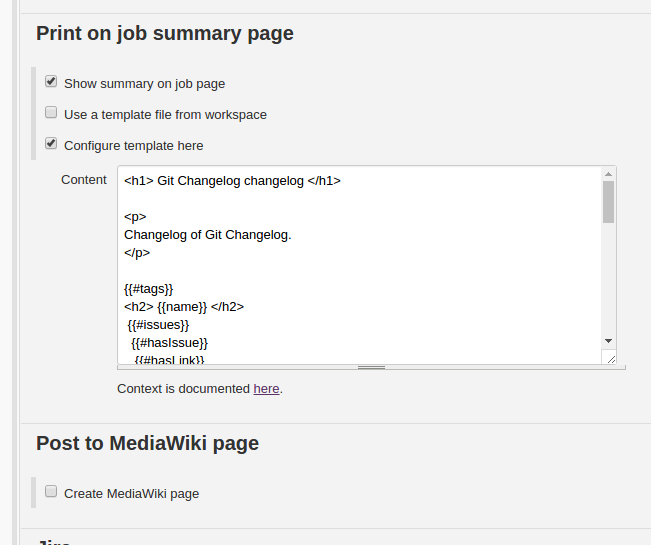 Print on job summary page
Show summary on job page
Use a template file from workspace
Configure template here
Content
<h1> Git Changelog changelog </h1>
<p>
Changelog of Git Changelog.
</p>
{{#tags}}
<h2> {{name}} </h2>
{{#issues}}
{{#hasIssue}}
{{#hasLink}}
Context is documented here.
Post to MediaWiki page
Create MediaWiki page
Jira